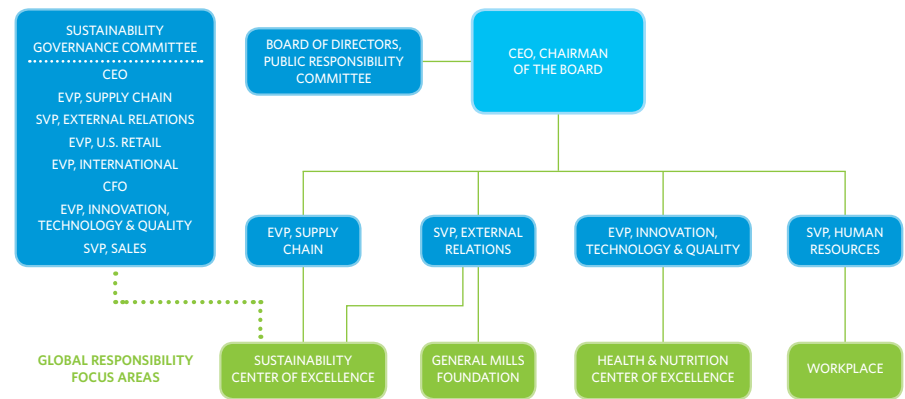 SUSTAINABILITY
GOVERNANCE COMMITTEE
CEO
EVP, SUPPLY CHAIN
SVP, EXTERNAL RELATIONS
EVP, U.S. RETAIL
EVP, INTERNATIONAL
CFO
EVP, INNOVATION,
TECHNOLOGY & QUALITY
SVP, SALES
BOARD OF DIRECTORS,
PUBLIC RESPONSIBILITY
COMMITTEE
CEO, CHAIRMAN
OF THE BOARD
EVP, SUPPLY
CHAIN
SVP, EXTERNAL
RELATIONS
EVP, INNOVATION,
TECHNOLOGY & QUALITY
SVP, HUMAN
RESOURCES
GLOBAL RESPONSIBILITY
FOCUS AREAS
SUSTAINABILITY
CENTER OF EXCELLENCE
GENERAL MILLS
FOUNDATION
HEALTH & NUTRITION
CENTER OF EXCELLENCE
WORKPLACE